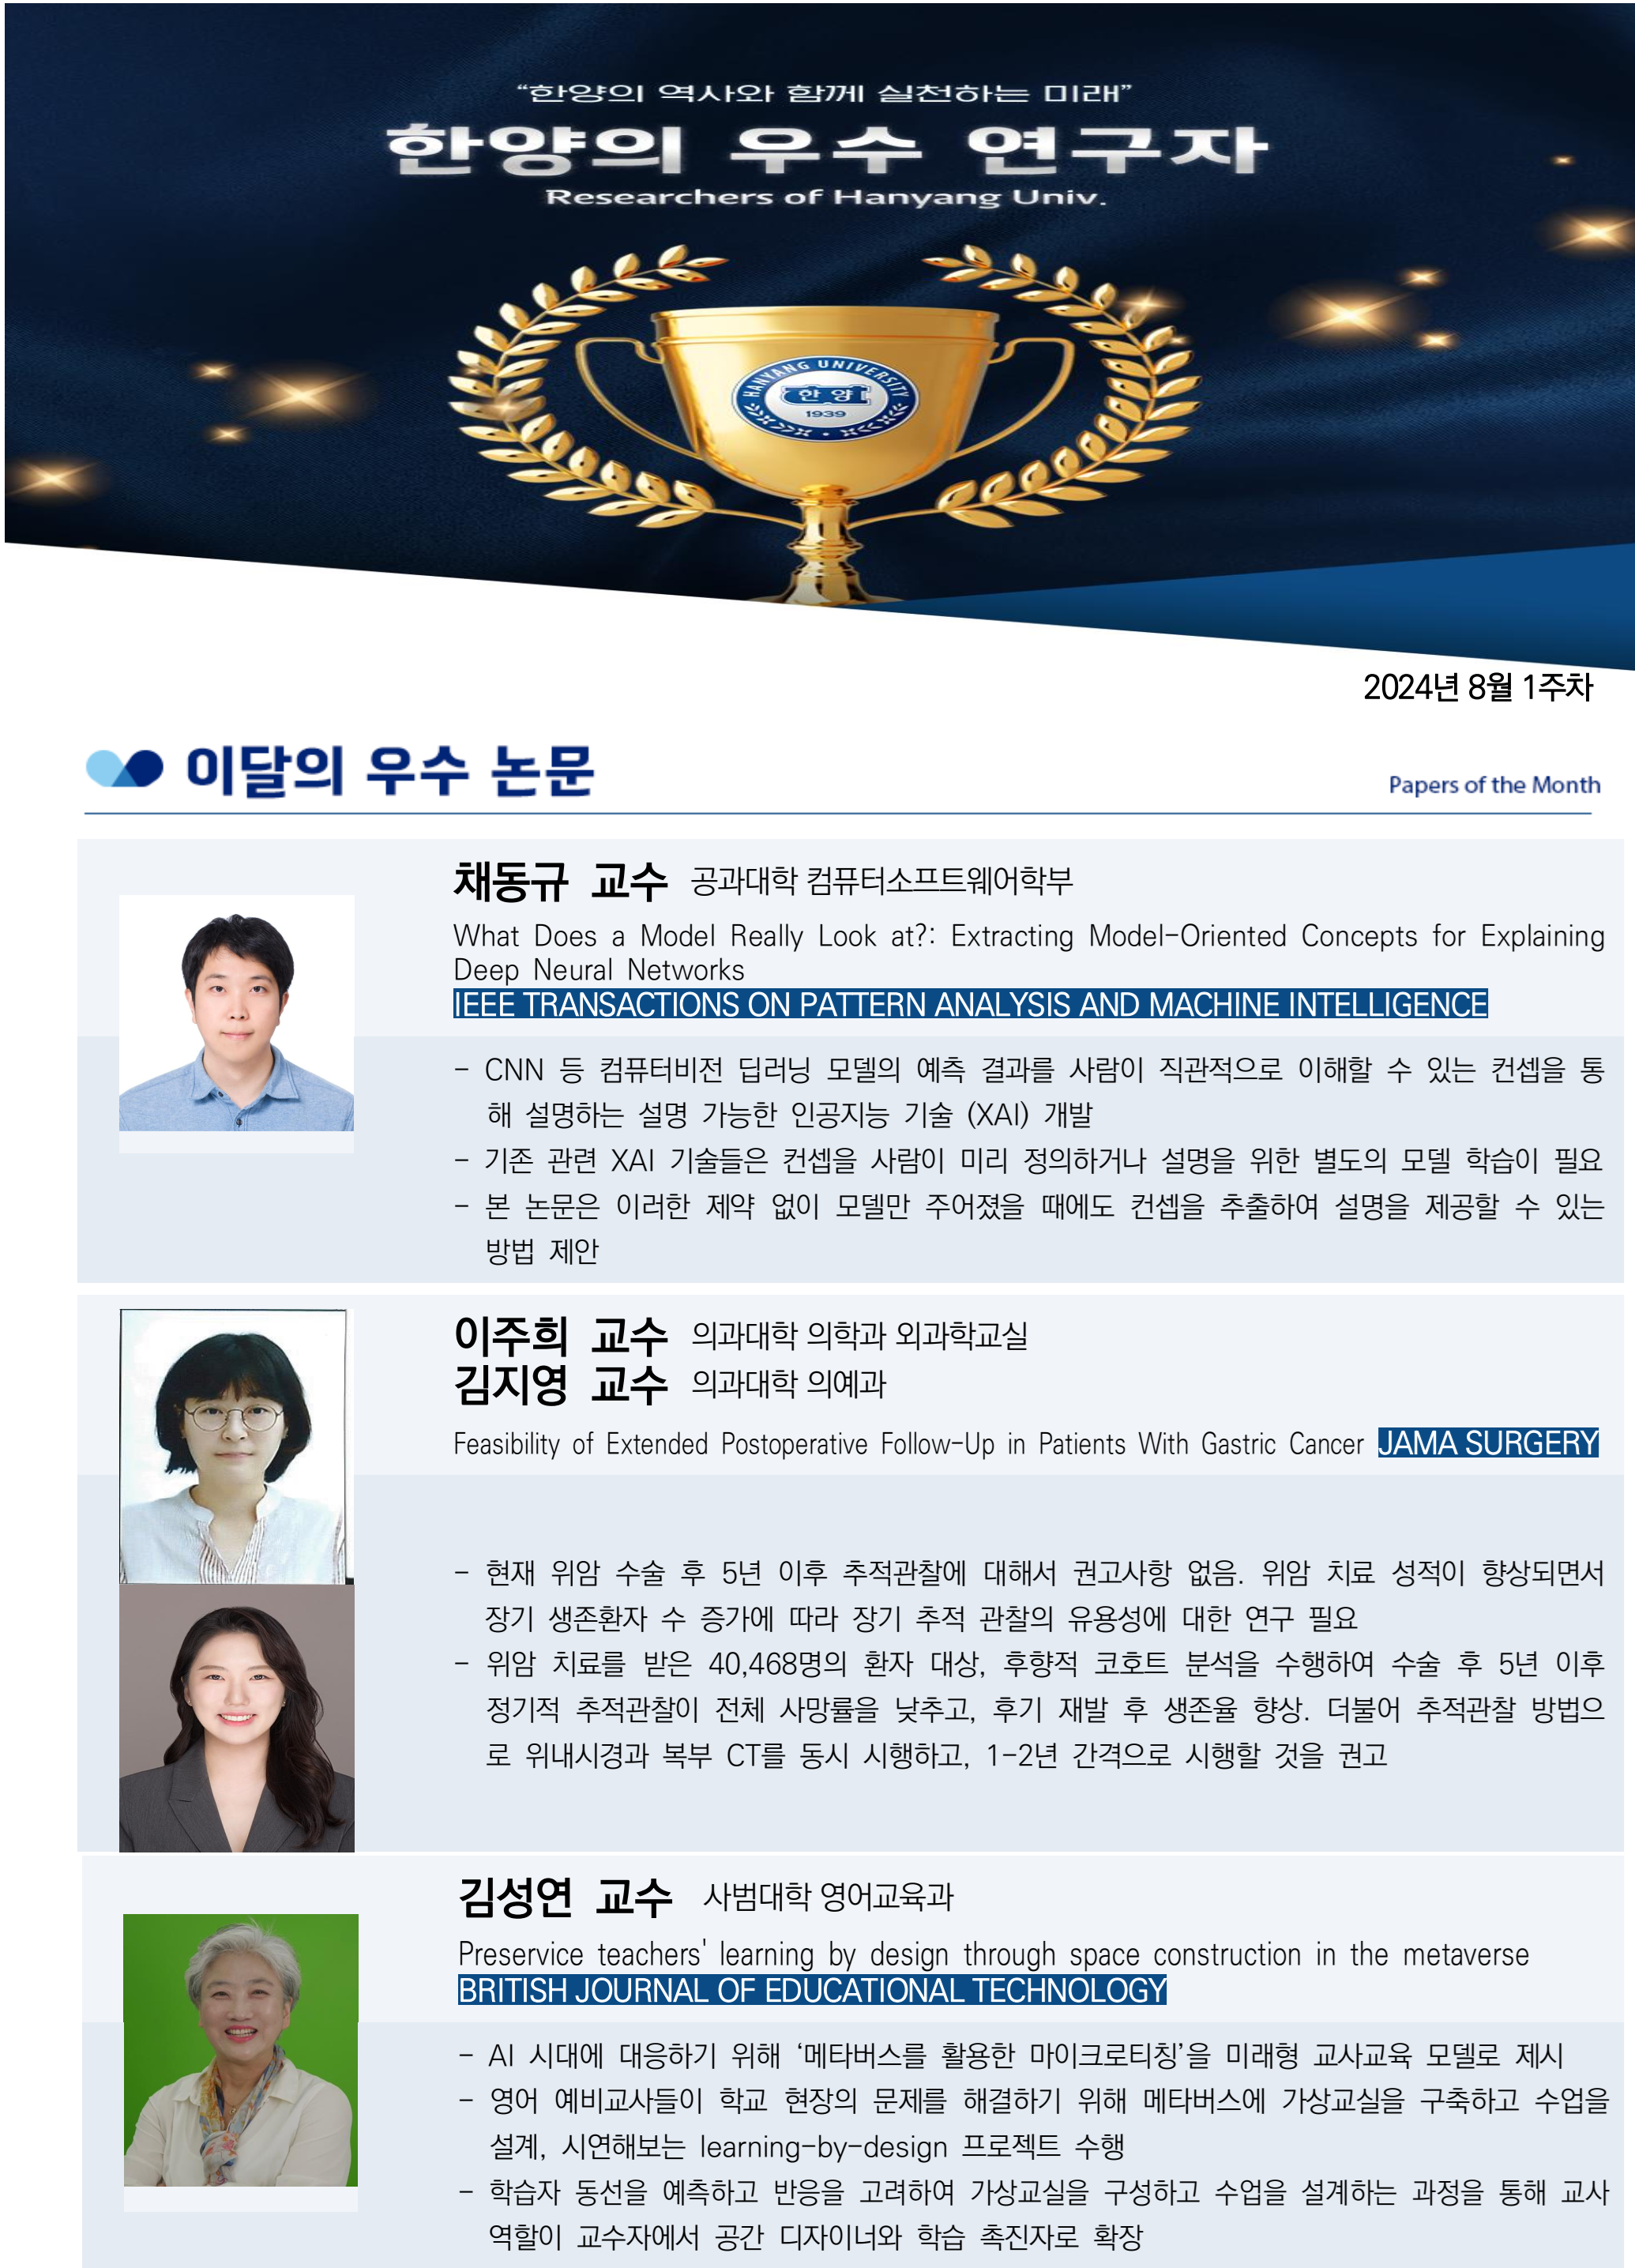 “한양의 역사와 함께 실천하는 미래”
한양의 우수 연구자
Researchers of Hanyang Univ.
HANYANG UNIVERSITY
한양
1939
2024년 8월 1주차
이달의 우수 논문
Papers of the Month
채동규 교수 공과대학 컴퓨터소프트웨어학부
What Does a Model Really Look at?: Extracting Model-Oriented Concepts for Explaining
Deep Neural Networks
IEEE TRANSACTIONS ON PATTERN ANALYSIS AND MACHINE INTELLIGENCE
- CNN 등 컴퓨터비전 딥러닝 모델의 예측 결과를 사람이 직관적으로 이해할 수 있는 컨셉을 통
해 설명하는 설명 가능한 인공지능 기술 (XAI) 개발
- 기존 관련 XAI 기술들은 컨셉을 사람이 미리 정의하거나 설명을 위한 별도의 모델 학습이 필요
- 본 논문은 이러한 제약 없이 모델만 주어졌을 때에도 컨셉을 추출하여 설명을 제공할 수 있는
방법 제안
이주희 교수 의과대학 의학과 외과학교실
김지영 교수 의과대학 의예과
Feasibility of Extended Postoperative Follow-Up in Patients With Gastric Cancer JAMA SURGERY
- 현재 위암 수술 후 5년 이후 추적관찰에 대해서 권고사항 없음. 위암 치료 성적이 향상되면서
장기 생존환자 수 증가에 따라 장기 추적 관찰의 유용성에 대한 연구 필요
- 위암 치료를 받은 40,468명의 환자 대상, 후향적 코호트 분석을 수행하여 수술 후 5년 이후
정기적 추적관찰이 전체 사망률을 낮추고, 후기 재발 후 생존율 향상. 더불어 추적관찰 방법으
로 위내시경과 복부 CT를 동시 시행하고, 1-2년 간격으로 시행할 것을 권고
김성연 교수 사범대학 영어교육과
Preservice teachers' learning by design through space construction in the metaverse
BRITISH JOURNAL OF EDUCATIONAL TECHNOLOGY
- AI 시대에 대응하기 위해 ‘메타버스를 활용한 마이크로티칭’을 미래형 교사교육 모델로 제시
- 영어 예비교사들이 학교 현장의 문제를 해결하기 위해 메타버스에 가상교실을 구축하고 수업을
설계, 시연해보는 learning-by-design 프로젝트 수행
- 학습자 동선을 예측하고 반응을 고려하여 가상교실을 구성하고 수업을 설계하는 과정을 통해 교사
역할이 교수자에서 공간 디자이너와 학습 촉진자로 확장